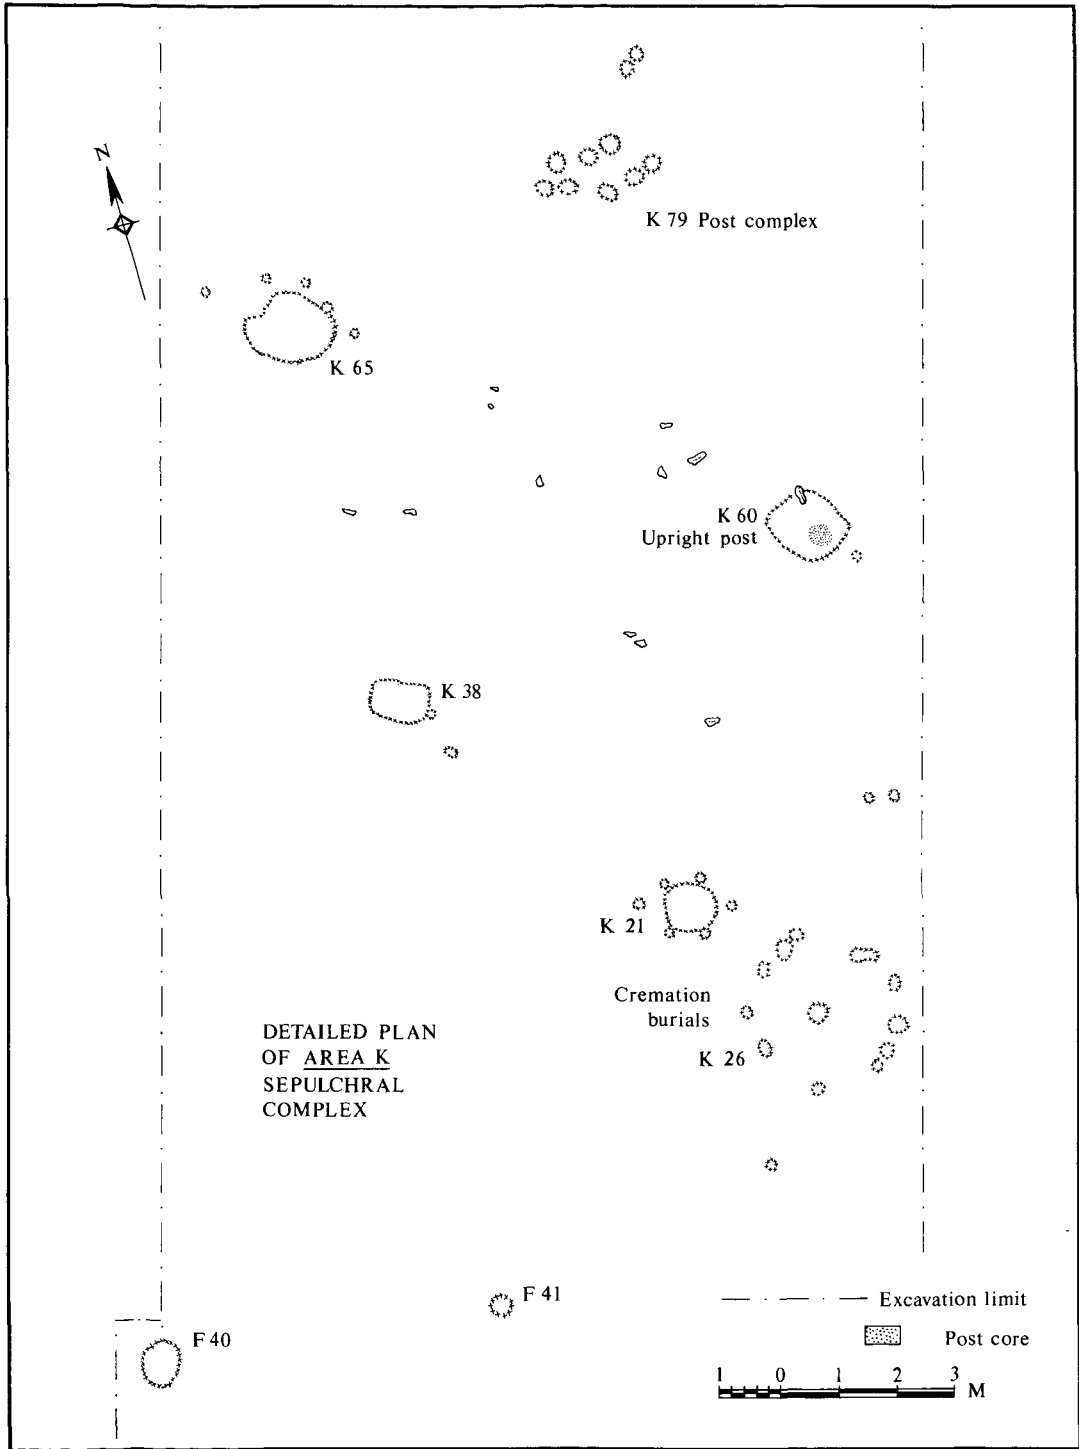 N
K 79 Post complex
K 65
K 60
Upright post
K 38
K 21
Cremation
burials
K 26
DETAILED PLAN
OF AREA K
SEPULCHRAL
COMPLEX
F 41
F 40
Excavation limit
Post core
1 0 1 2 3
M